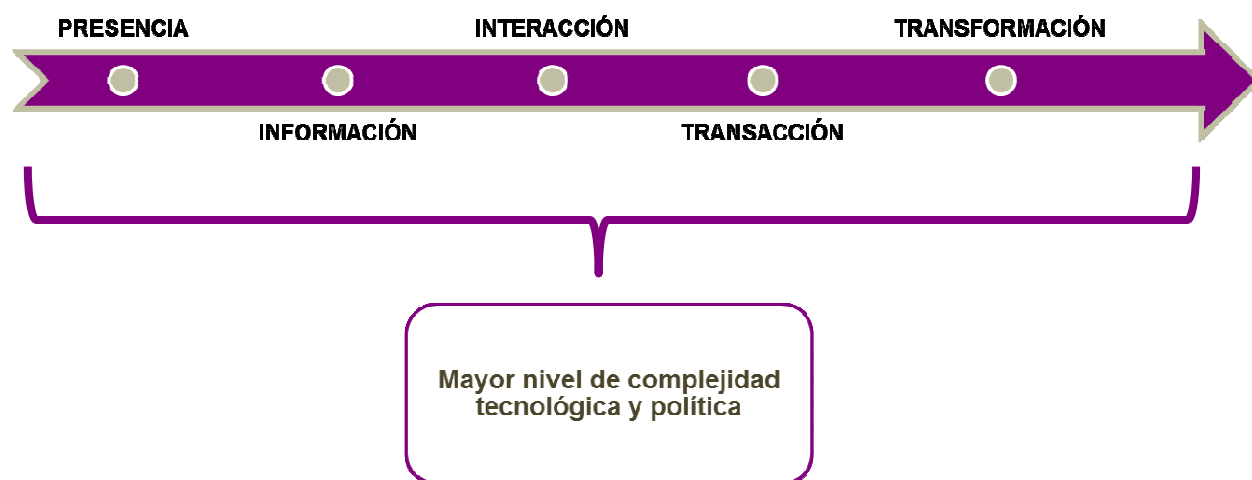 PRESENCIA
INTERACCIÓN
TRANSFORMACIÓN
INFORMACIÓN
TRANSACCIÓN
Mayor nivel de complejidad
tecnológica y política